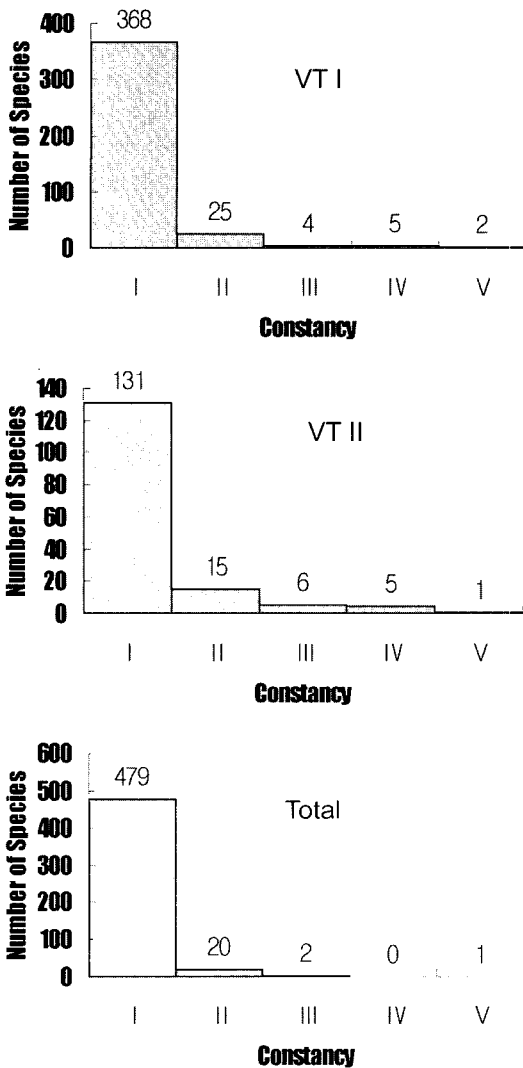 Number of Species
400
300
200
100
0
368
25
4
5
2
VT I
I II III IV V
Constancy
Number of Species
140
120
100
80
60
40
20
0
131
15
6
5
1
VT II
I II III IV V
Constancy
Number of Species
600
500
400
300
200
100
0
479
20
2
0
1
Total
I II III IV V
Constancy